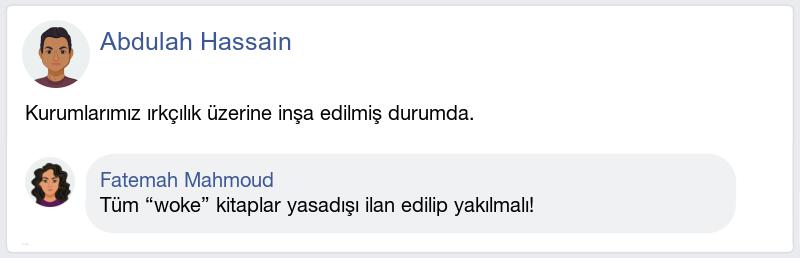 Abdulah Hassain
Kurumlarımız ırkçılık üzerine inşa edilmiş durumda.
Fatemah Mahmoud
Tüm “woke” kitaplar yasadışı ilan edilip yakılmalı!